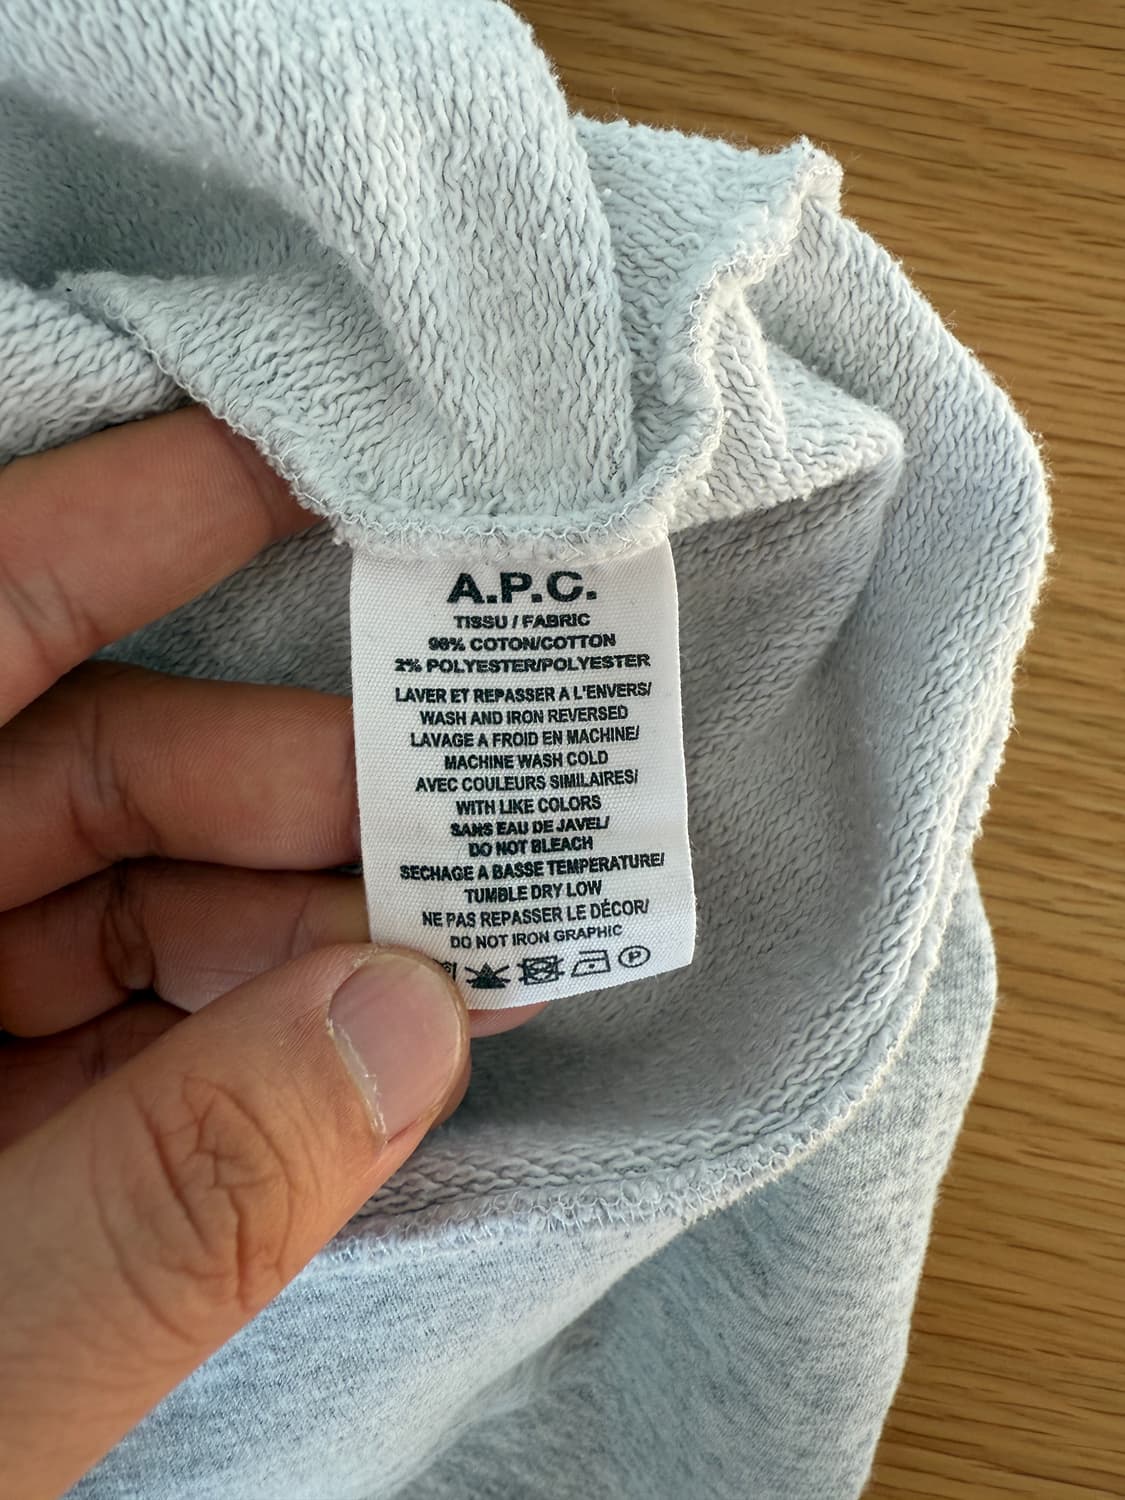 A.P.C.
TISSU / FABRIC
98% COTON/COTTON
2% POLYESTER/POLYESTER
LAVER ET REPASSER A L'ENVERS/
WASH AND IRON REVERSED
LAVAGE A FROID EN MACHINE/
MACHINE WASH COLD
AVEC COULEURS SIMILAIRES/
WITH LIKE COLORS
SANS EAU DE JAVEL/
DO NOT BLEACH
SECHAGE A BASSE TEMPERATURE/
TUMBLE DRY LOW
NE PAS REPASSER LE DÉCOR/
DO NOT IRON GRAPHIC
P